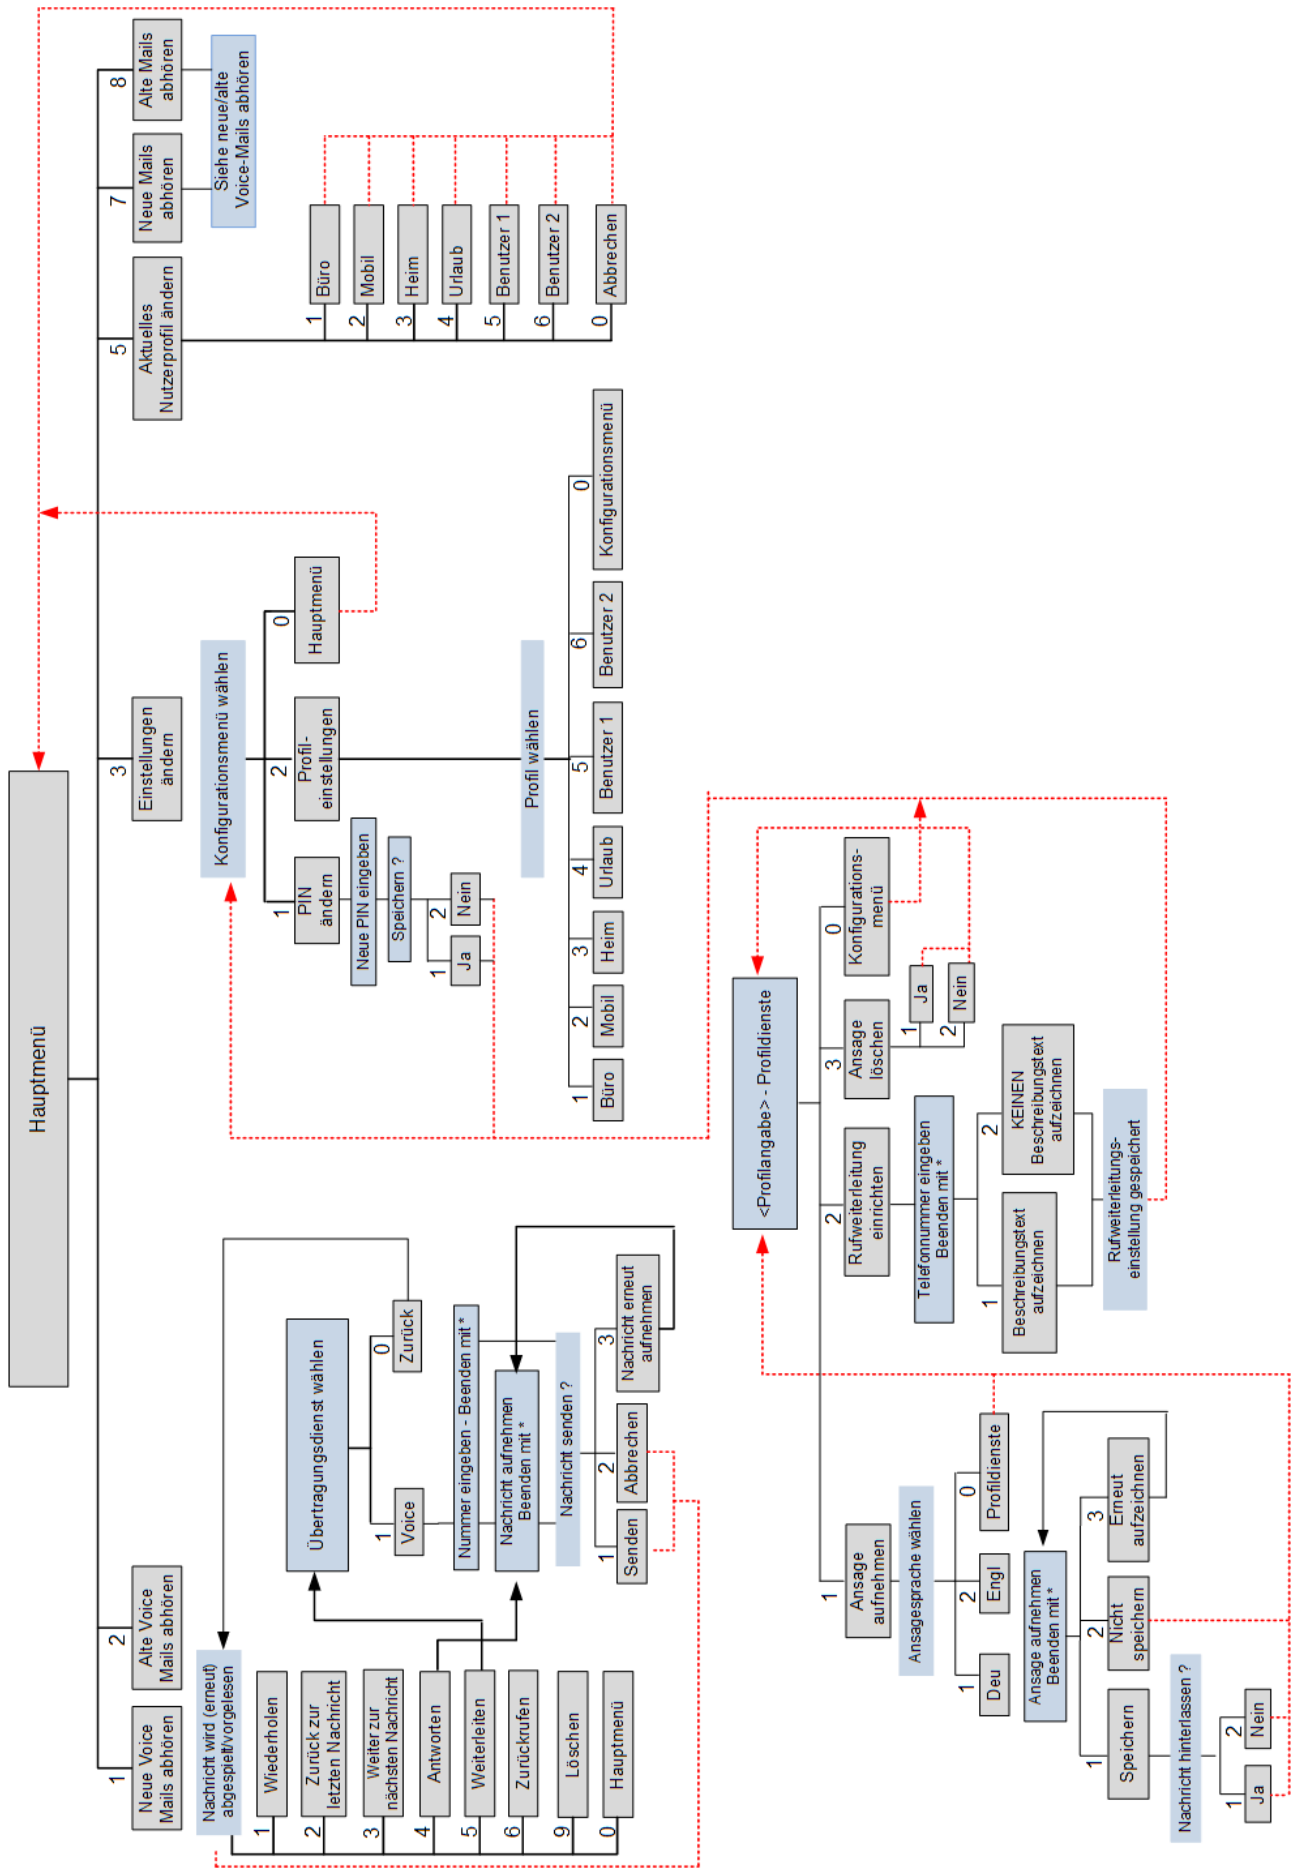 Hauptmenü
1
Neue Voice
Mails abhören
2
Alte Voice
Mails abhören
3
Einstellungen
ändern
5
Aktuelles
Nutzerprofil ändern
7
Neue Mails
abhören
8
Alte Mails
abhören
Siehe neue/alte
Voice-Mails abhören
Nachricht wird (erneut)
abgespielt/vorgelesen
1
Wiederholen
2
Zurück zur
letzten Nachricht
3
Weiter zur
nächsten Nachricht
4
Antworten
5
Weiterleiten
6
Zurückrufen
9
Löschen
0
Hauptmenü
Übertragungsdienst wählen
1
Voice
0
Zurück
Nummer eingeben - Beenden mit *
Nachricht aufnehmen
Beenden mit *
Nachricht senden ?
1
Senden
2
Abbrechen
3
Nachricht erneut
aufnehmen
Konfigurationsmenü wählen
1
PIN
ändern
2
Profil-
einstellungen
0
Hauptmenü
Neue PIN eingeben
Speichern ?
1
Ja
2
Nein
Profil wählen
1
Büro
2
Mobil
3
Heim
4
Urlaub
5
Benutzer 1
6
Benutzer 2
0
Konfigurationsmenü
1
Büro
2
Mobil
3
Heim
4
Urlaub
5
Benutzer 1
6
Benutzer 2
0
Abbrechen
<Profilangabe> - Profildienste
1
Ansage
aufnehmen
2
Rufweiterleitung
einrichten
3
Ansage
löschen
0
Konfigurations-
menü
Ansagesprache wählen
1
Deu
2
Engl
0
Profildienste
Ansage aufnehmen
Beenden mit *
1
Speichern
2
Nicht
speichern
3
Erneut
aufzeichnen
Nachricht hinterlassen ?
1
Ja
2
Nein
Telefonnummer eingeben
Beenden mit *
1
Beschreibungstext
aufzeichnen
2
KEINEN
Beschreibungstext
aufzeichnen
Rufweiterleitungs-
einstellung gespeichert
1
Ja
2
Nein